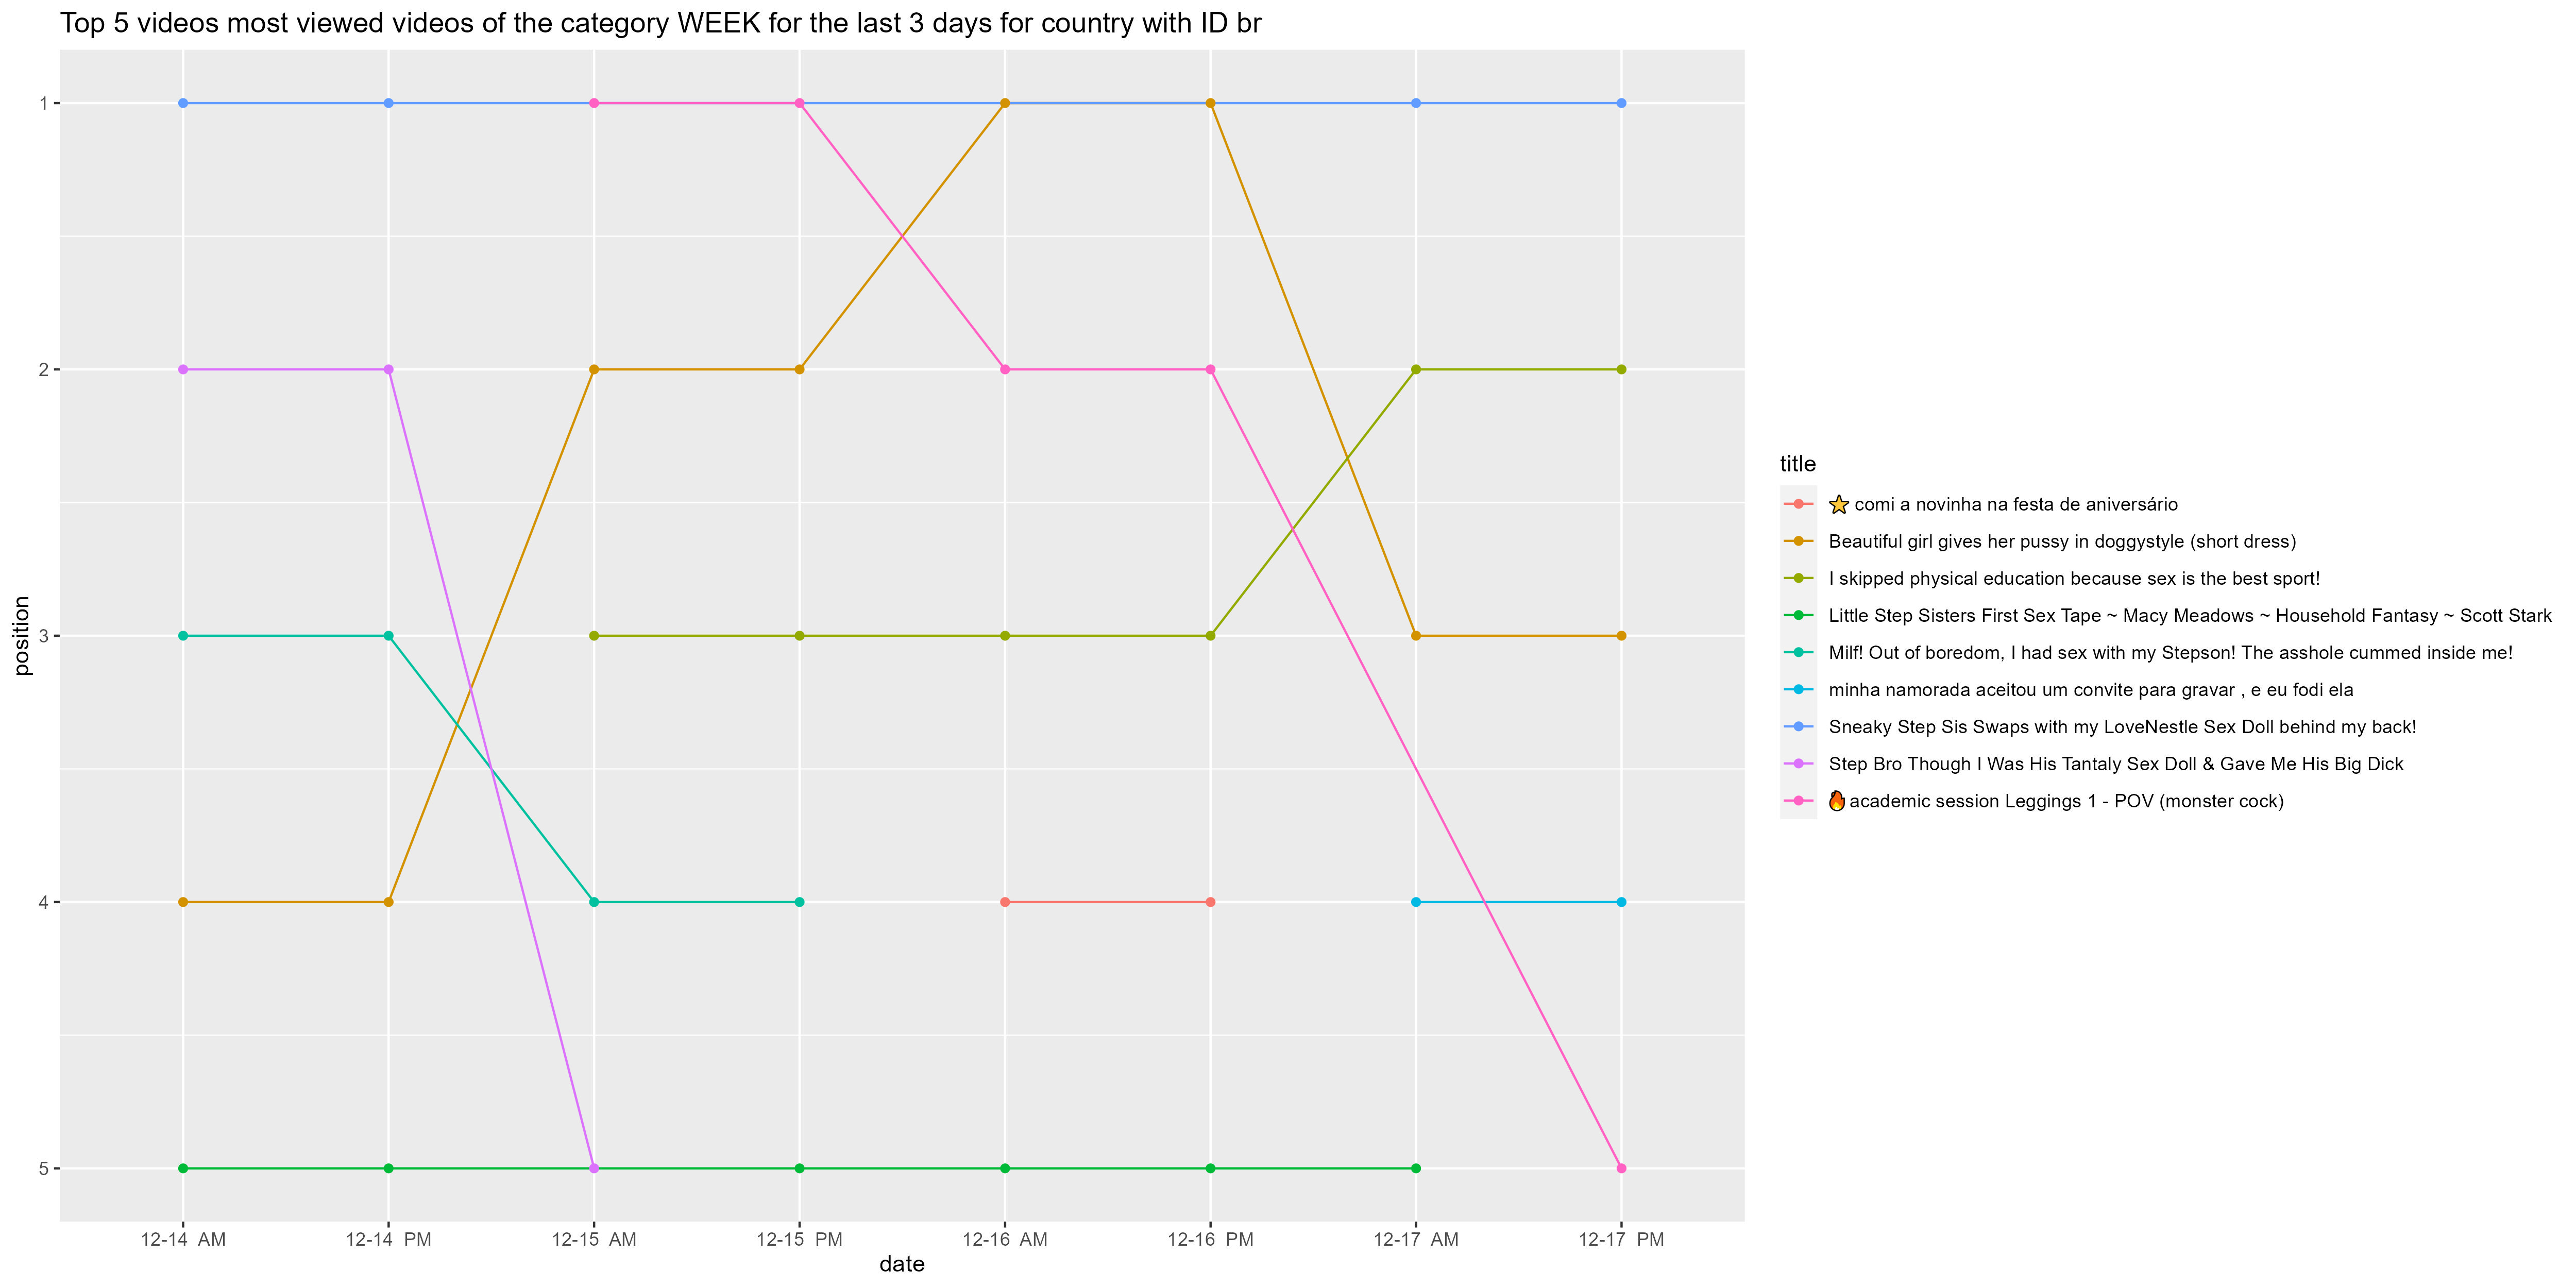 Top 5 videos most viewed videos of the category WEEK for the last 3 days for country with ID br
position
1
2
3
4
5
12-14 AM
12-14 PM
12-15 AM
12-15 PM
12-16 AM
12-16 PM
12-17 AM
12-17 PM
date
title
⭐ comi a novinha na festa de aniversário
Beautiful girl gives her pussy in doggystyle (short dress)
I skipped physical education because sex is the best sport!
Little Step Sisters First Sex Tape ~ Macy Meadows ~ Household Fantasy ~ Scott Stark
Milf! Out of boredom, I had sex with my Stepson! The asshole cummed inside me!
minha namorada aceitou um convite para gravar , e eu fodi ela
Sneaky Step Sis Swaps with my LoveNestle Sex Doll behind my back!
Step Bro Though I Was His Tantaly Sex Doll & Gave Me His Big Dick
🔥 academic session Leggings 1 - POV (monster cock)